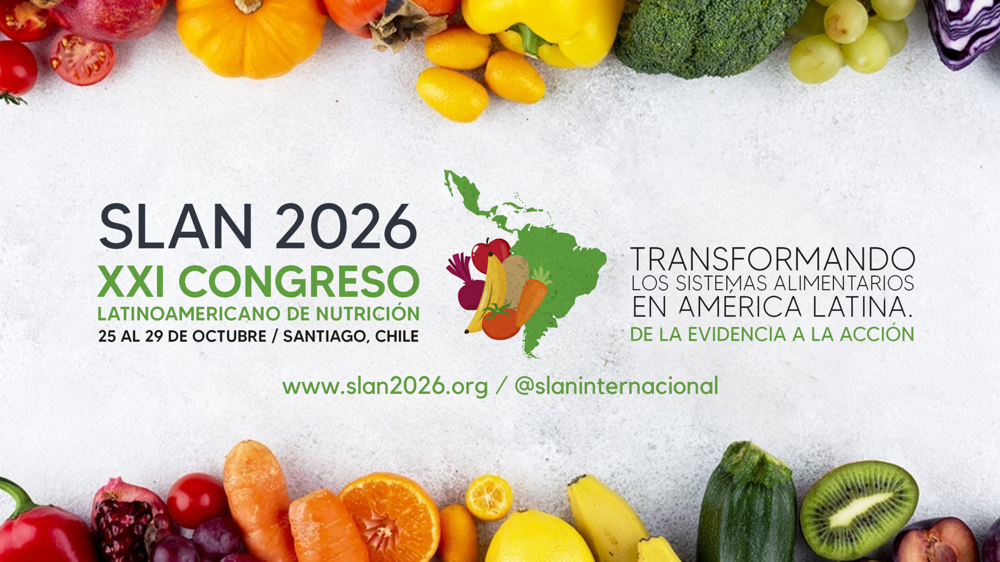 SLAN 2026
XXI CONGRESO
LATINOAMERICANO DE NUTRICIÓN
25 AL 29 DE OCTUBRE / SANTIAGO, CHILE
TRANSFORMANDO
LOS SISTEMAS ALIMENTARIOS
EN AMÉRICA LATINA.
DE LA EVIDENCIA A LA ACCIÓN
www.slan2026.org / @slaninternacional